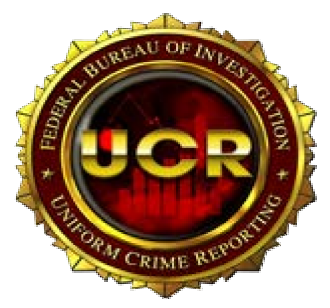 FEDERAL BUREAU OF INVESTIGATION
UCR
UNIFORM CRIME REPORTING